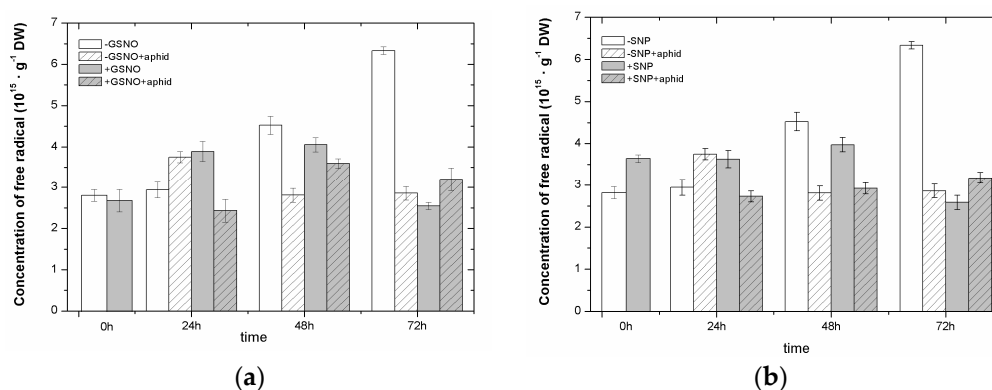 Concentration of free radical (10¹⁵ · g⁻¹ DW)
7
6
5
4
3
2
1
0
-GSNO
-GSNO+aphid
+GSNO
+GSNO+aphid
0h 24h 48h 72h
time
(a)
Concentration of free radical (10¹⁵ · g⁻¹ DW)
7
6
5
4
3
2
1
0
-SNP
-SNP+aphid
+SNP
+SNP+aphid
0h 24h 48h 72h
time
(b)